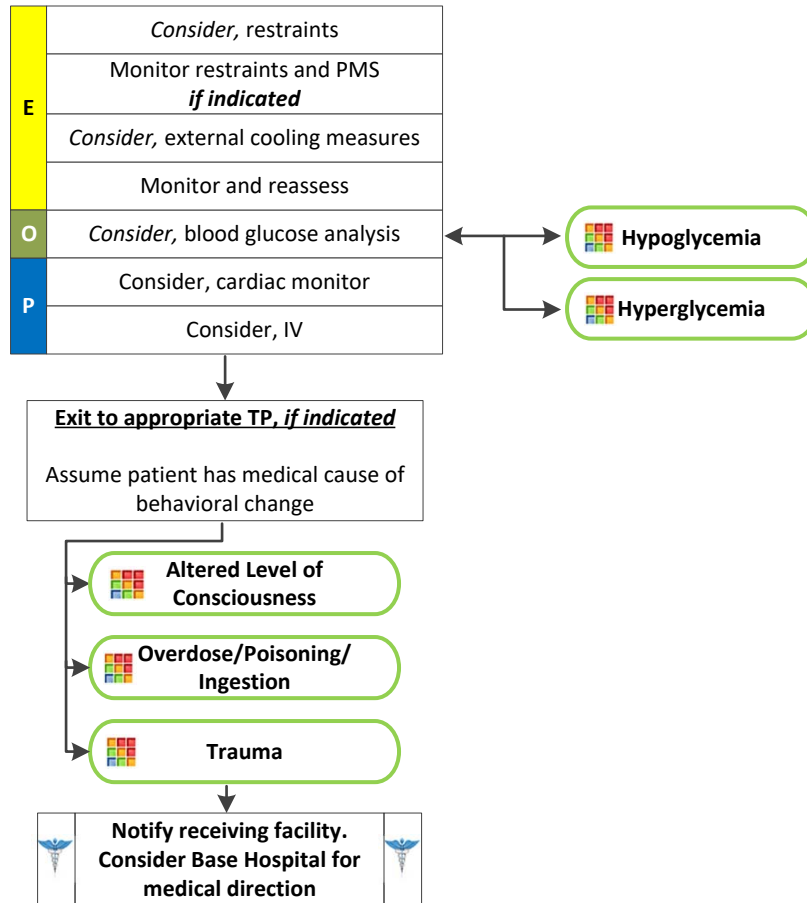 E
Consider, restraints
Monitor restraints and PMS
if indicated
Consider, external cooling measures
Monitor and reassess
O
Consider, blood glucose analysis
Hypoglycemia
Hyperglycemia
P
Consider, cardiac monitor
Consider, IV
Exit to appropriate TP, if indicated
Assume patient has medical cause of
behavioral change
Altered Level of
Consciousness
Overdose/Poisoning/
Ingestion
Trauma
Notify receiving facility.
Consider Base Hospital for
medical direction